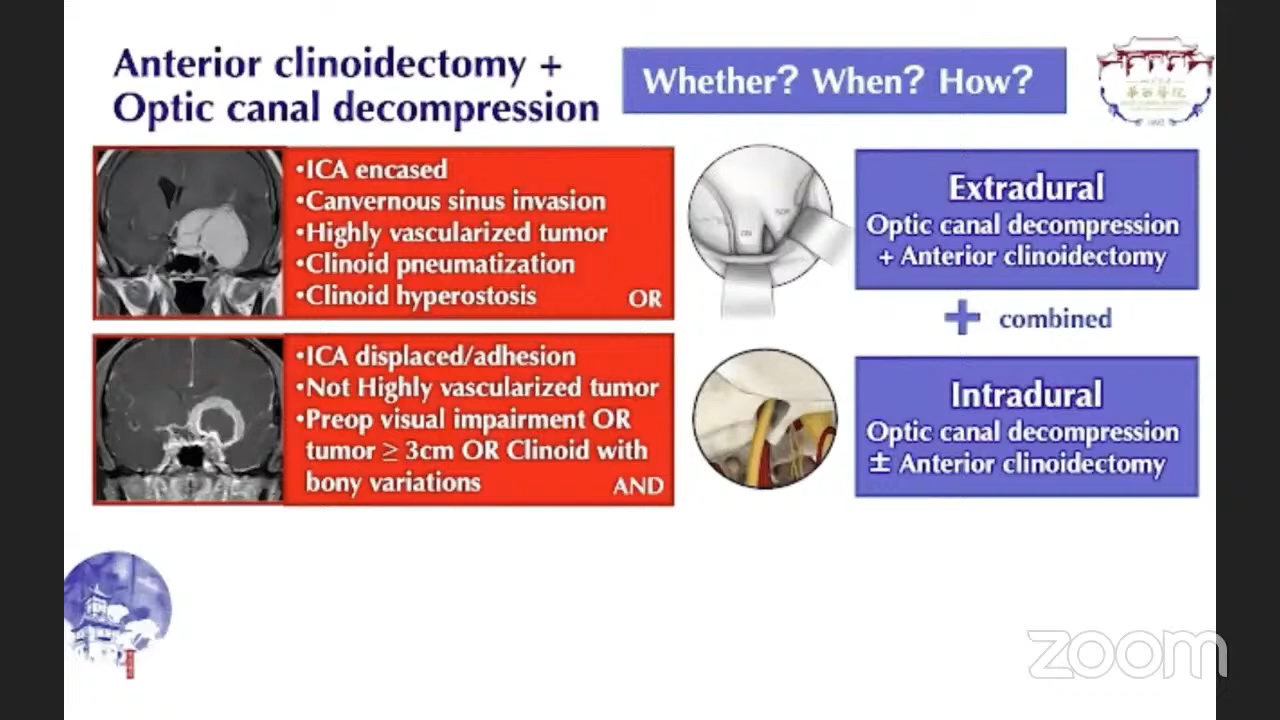 Anterior clinoidectomy +
Optic canal decompression
Whether? When? How?
•ICA encased
•Canvernous sinus invasion
•Highly vascularized tumor
•Clinoid pneumatization
•Clinoid hyperostosis OR
Extradural
Optic canal decompression
+ Anterior clinoidectomy
+ combined
•ICA displaced/adhesion
•Not Highly vascularized tumor
•Preop visual impairment OR
tumor ≥ 3cm OR Clinoid with
bony variations AND
Intradural
Optic canal decompression
± Anterior clinoidectomy
zoom